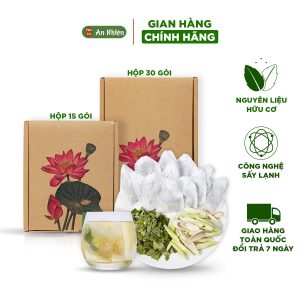 An Nhiên
GIAN HÀNG
CHÍNH HÃNG
HỘP 30 GÓI
HỘP 15 GÓI
NGUYÊN LIỆU
HỮU CƠ
CÔNG NGHỆ
SẤY LẠNH
GIAO HÀNG
TOÀN QUỐC
ĐỔI TRẢ 7 NGÀY